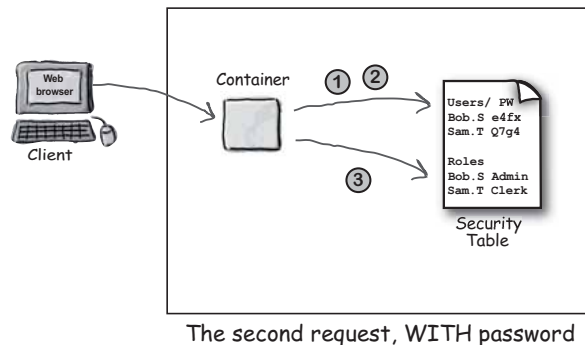 Web
browser
Client
Container
1
2
3
Users/ PW
Bob.S e4fx
Sam.T Q7g4
Roles
Bob.S Admin
Sam.T Clerk
Security
Table
The second request, WITH password